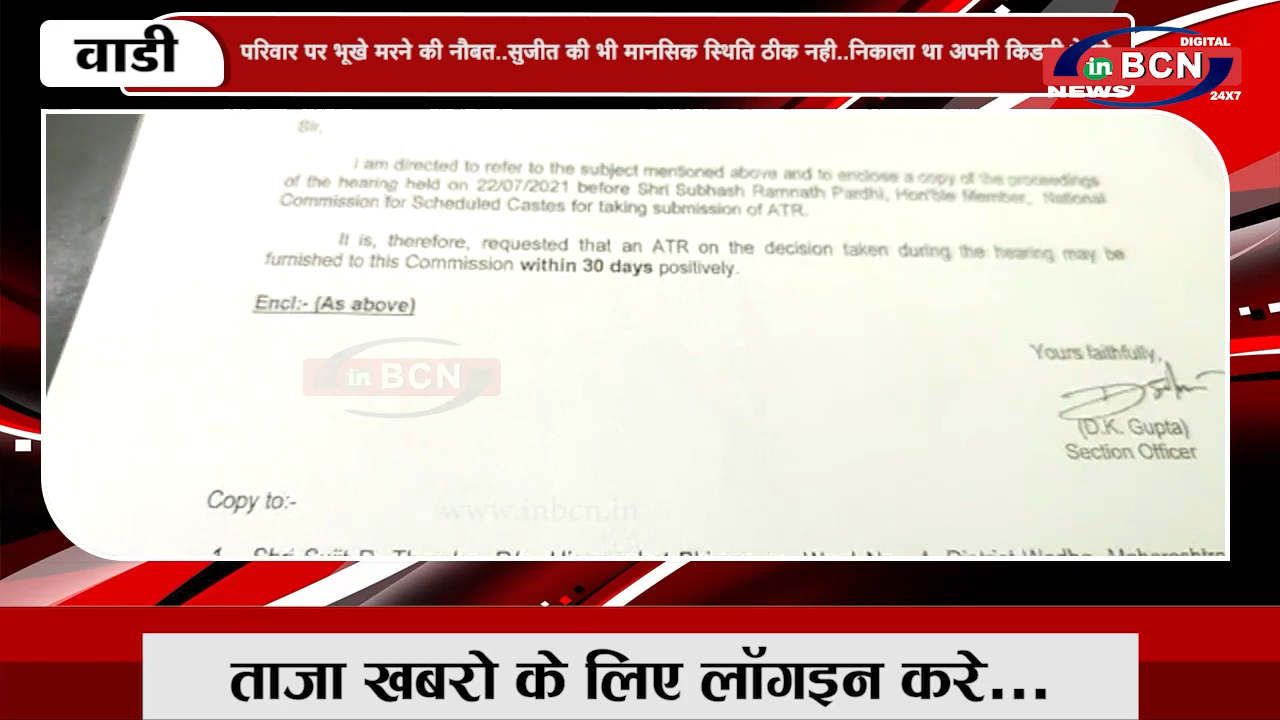 वाडी
परिवार पर भूखे मरने की नौबत..सुजीत की भी मानसिक स्थिति ठीक नही..निकाला था अपनी
DIGITAL
in BCN
NEWS
24X7
Sir,
I am directed to refer to the subject mentioned above and to enclose a copy of the proceedings
of the hearing held on 22/07/2021 before Shri Subhash Ramnath Pardhi, Hon'ble Member, National
Commission for Scheduled Castes for taking submission of ATR.
It is, therefore, requested that an ATR on the decision taken during the hearing may be
furnished to this Commission within 30 days positively.
Encl:- (As above)
in BCN
Yours faithfully,
(D.K. Gupta)
Section Officer
Copy to:-
www.inbcn.in
ताजा खबरो के लिए लॉगइन करे...